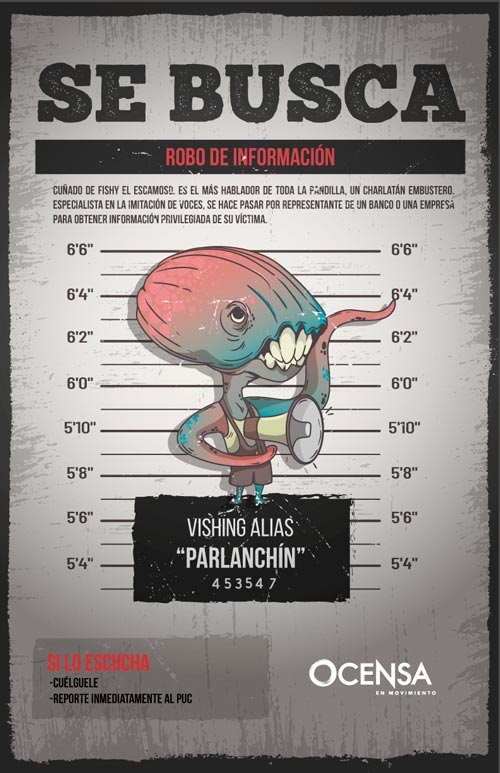 SE BUSCA
ROBO DE INFORMACIÓN
CUÑADO DE FISHY EL ESCAMOSO. ES EL MÁS HABLADOR DE TODA LA PANDILLA, UN CHARLATÁN EMBUSTERO.
ESPECIALISTA EN LA IMITACIÓN DE VOCES, SE HACE PASAR POR REPRESENTANTE DE UN BANCO O UNA EMPRESA
PARA OBTENER INFORMACIÓN PRIVILEGIADA DE SU VÍCTIMA.
6'6" 6'6"
6'4" 6'4"
6'2" 6'2"
6'0" 6'0"
5'10" 5'10"
5'8" 5'8"
5'6" 5'6"
5'4" 5'4"
VISHING ALIAS
“PARLANCHÍN”
453547
SI LO ESCUCHA
-CUÉLGUELE
-REPORTE INMEDIATAMENTE AL PUC
OCENSA
EN MOVIMIENTO